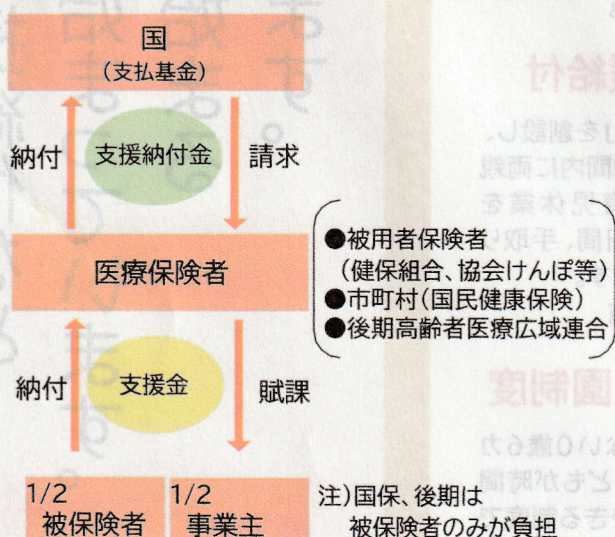 国
(支払基金)
納付
支援納付金
請求
医療保険者
●被用者保険者
(健保組合、協会けんぽ等)
●市町村(国民健康保険)
●後期高齢者医療広域連合
納付
支援金
賦課
1/2
被保険者
1/2
事業主
注)国保、後期は
被保険者のみが負担